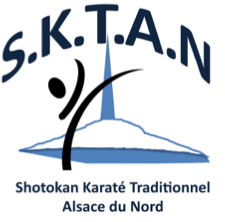 S.K.T.A.N
Shotokan Karaté Traditionnel
Alsace du Nord